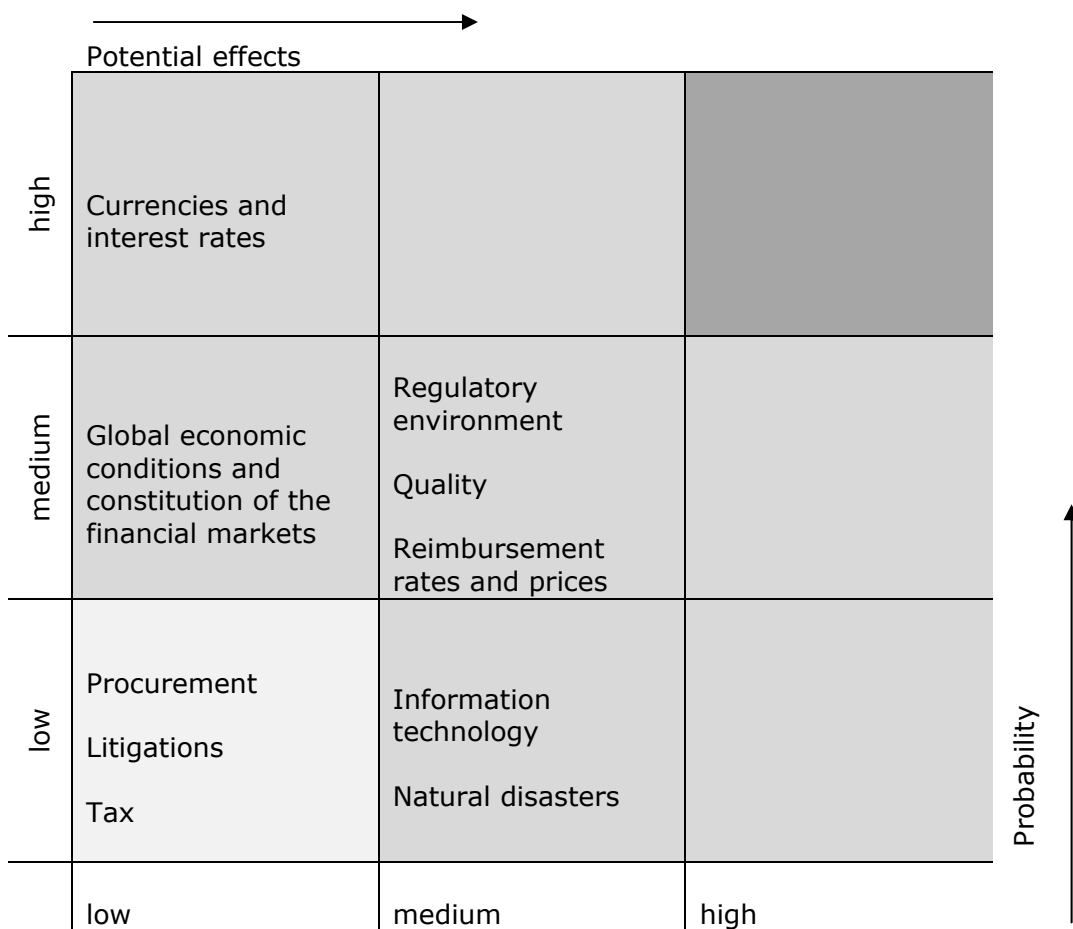 Potential effects
high
Currencies and
interest rates
medium
Global economic
conditions and
constitution of the
financial markets
Regulatory
environment
Quality
Reimbursement
rates and prices
low
Procurement
Litigations
Tax
Information
technology
Natural disasters
Probability
low
medium
high